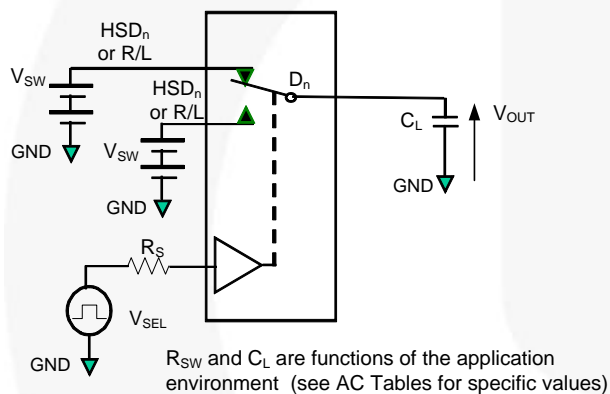 HSDn
or R/L
Dn
VSW
HSDn
or R/L
CL
VOUT
GND
VSW
GND
GND
RS
VSEL
GND
RSW and CL are functions of the application
environment (see AC Tables for specific values)